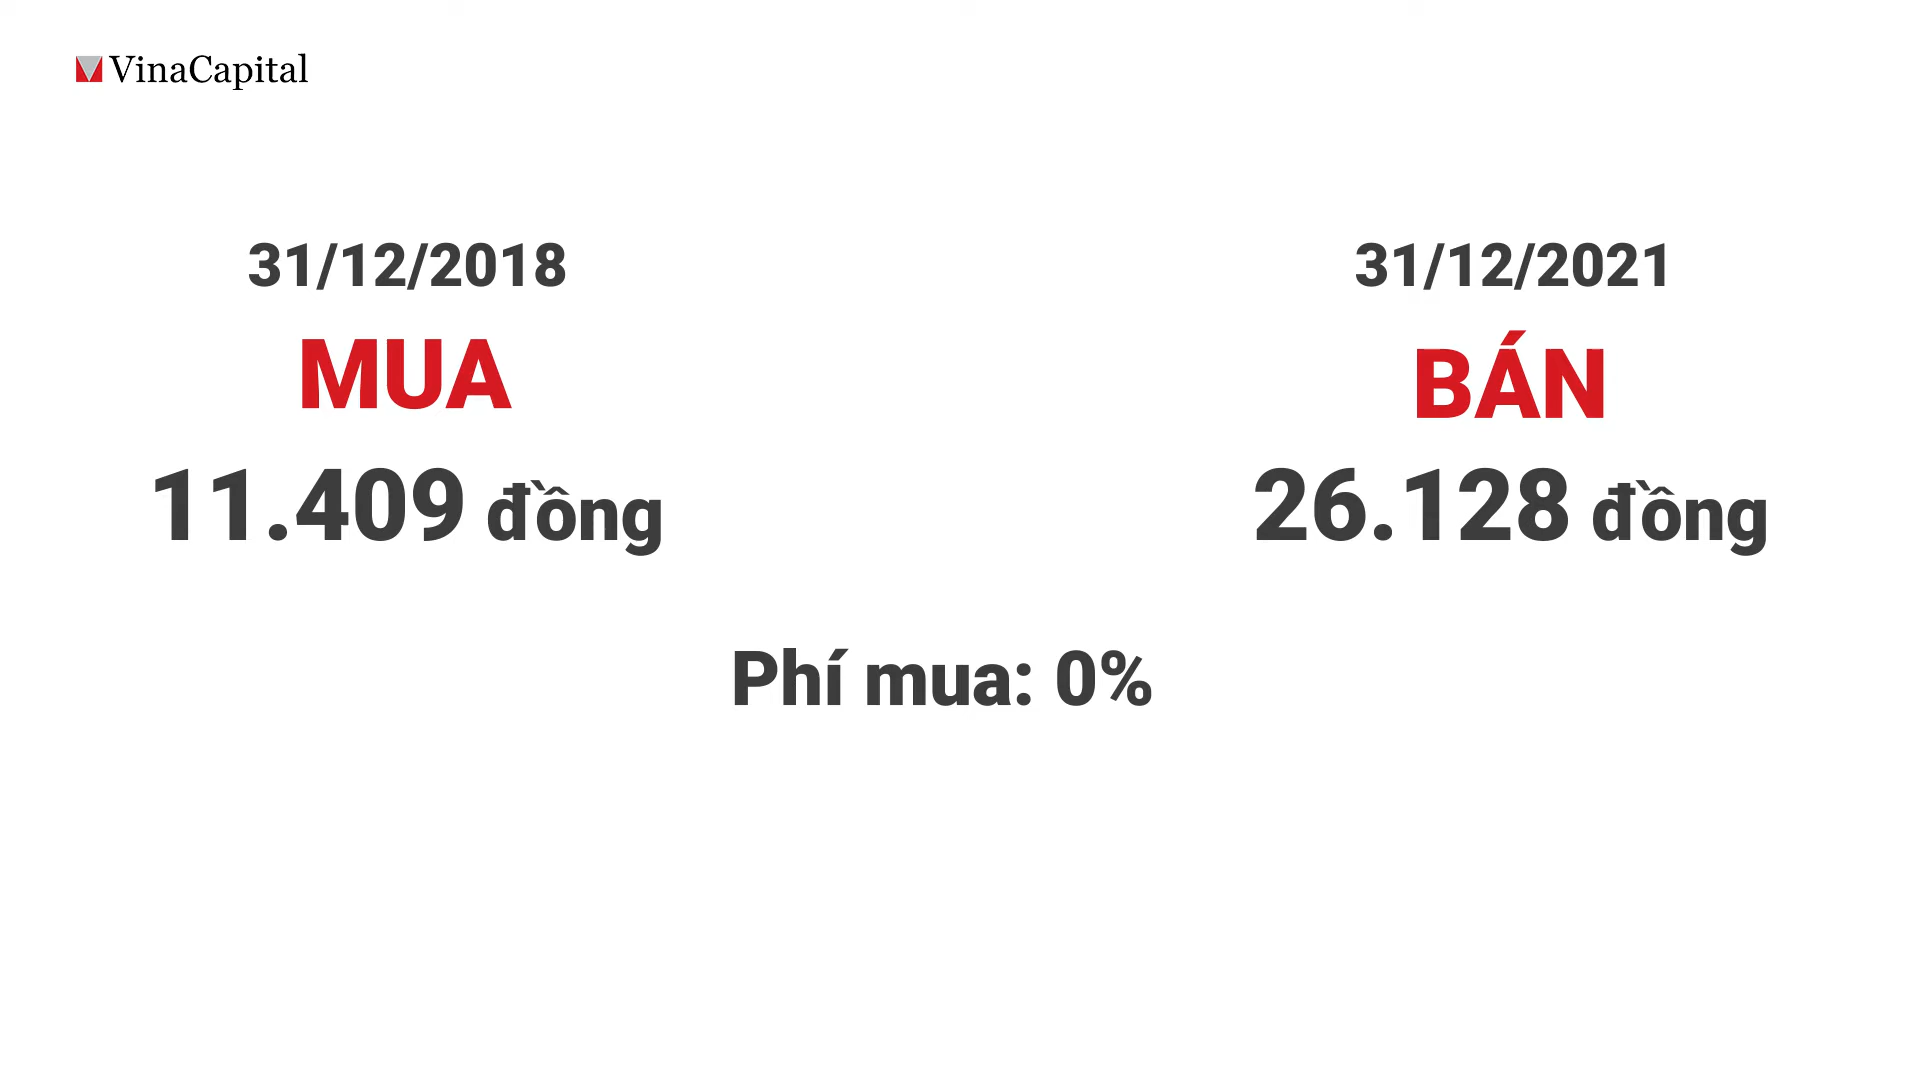 VinaCapital
31/12/2018
MUA
11.409 đồng
31/12/2021
BÁN
26.128 đồng
Phí mua: 0%